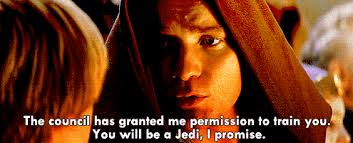 The council has granted me permission to train you.
You will be a Jedi, I promise.